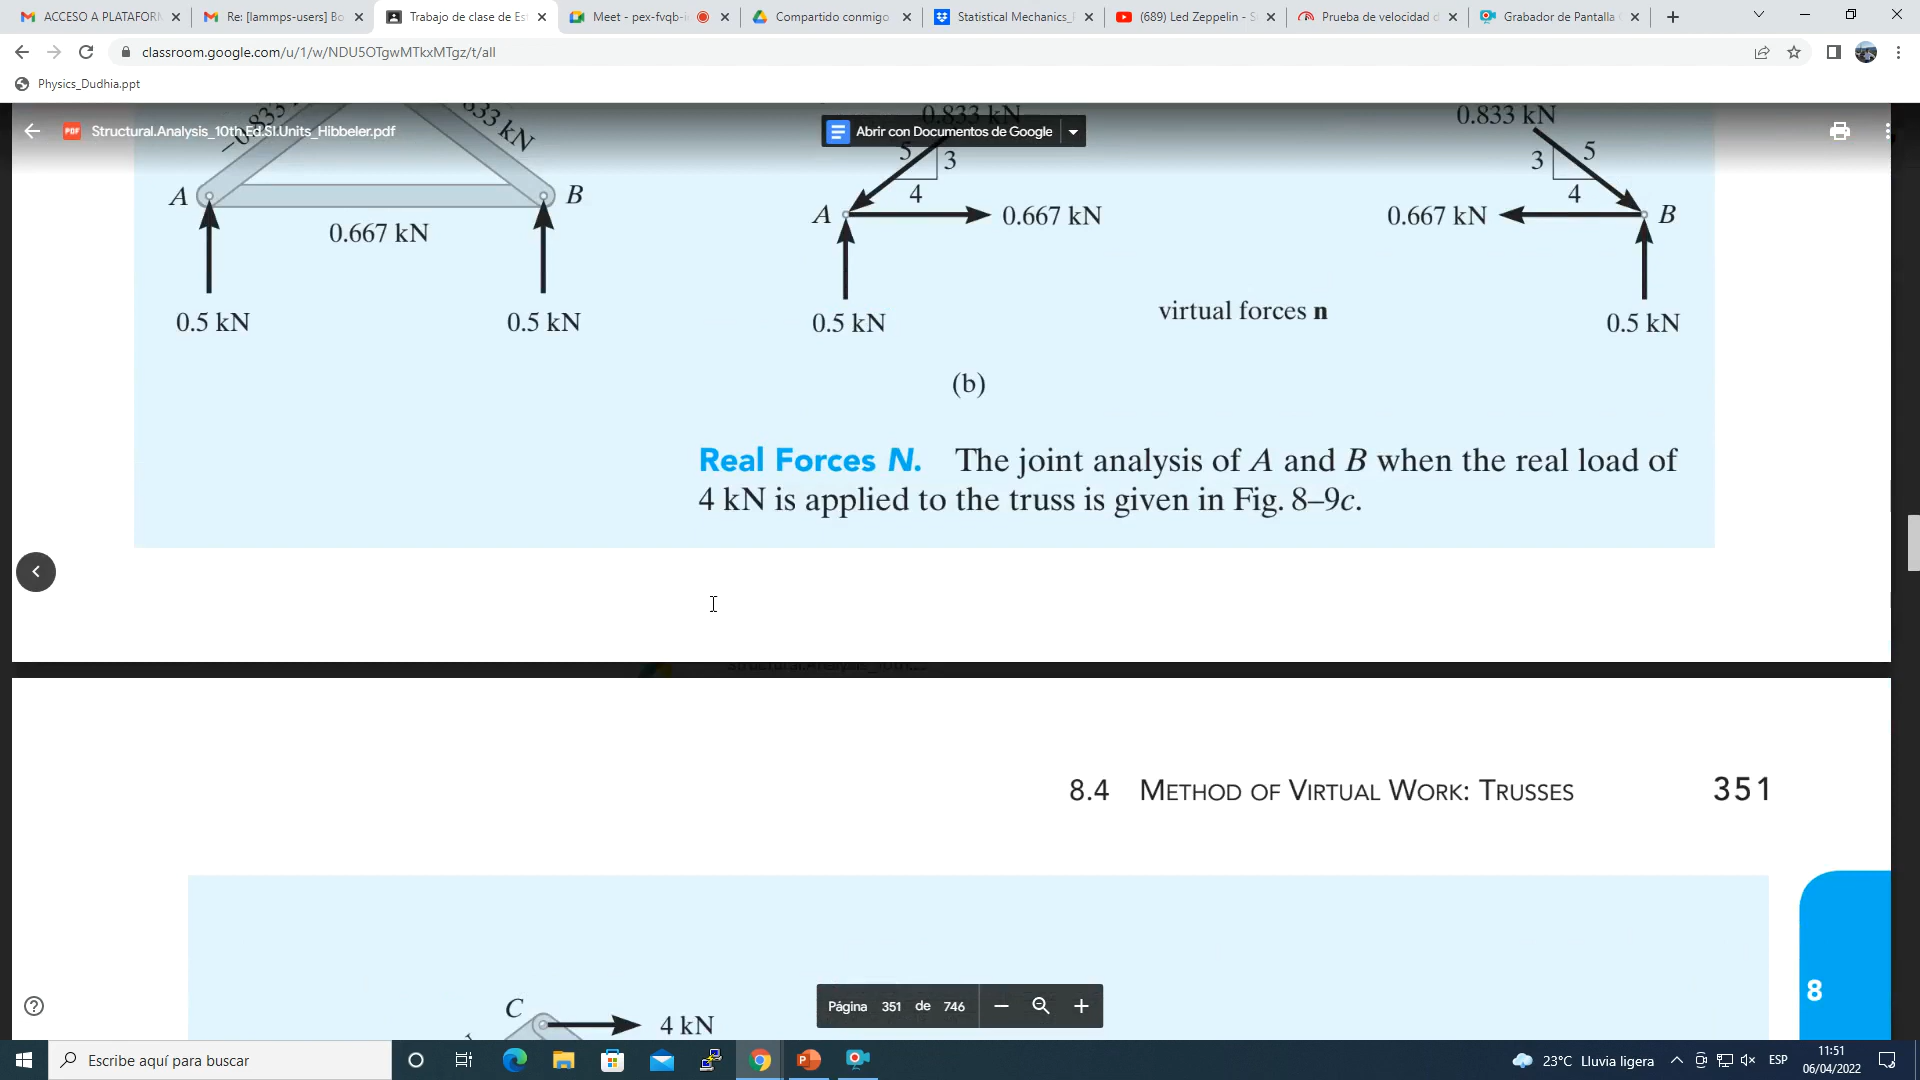 ACCESO A PLATAFOR
Re: [lammps-users] Bo
Trabajo de clase de Es
Meet - pex-fvqb-i
Compartido conmigo
Statistical Mechanics_
(689) Led Zeppelin - S
Prueba de velocidad d
Grabador de Pantalla
classroom.google.com/u/1/w/NDU5OTgwMTkxMTgz/t/all
Physics_Dudhia.ppt
PDF Structural.Analysis_10th.Ed.SI.Units_Hibbeler.pdf
Abrir con Documentos de Google
0.833 kN
0.833 kN
5 3
3 5
4
4
A B
0.667 kN
A 0.667 kN
0.667 kN B
0.5 kN 0.5 kN
0.5 kN
virtual forces n
0.5 kN
(b)
Real Forces N. The joint analysis of A and B when the real load of
4 kN is applied to the truss is given in Fig. 8–9c.
8.4 Method of Virtual Work: Trusses 351
8
C
4 kN
Página 351 de 746
Escribe aquí para buscar
23°C Lluvia ligera
ESP
11:51
06/04/2022